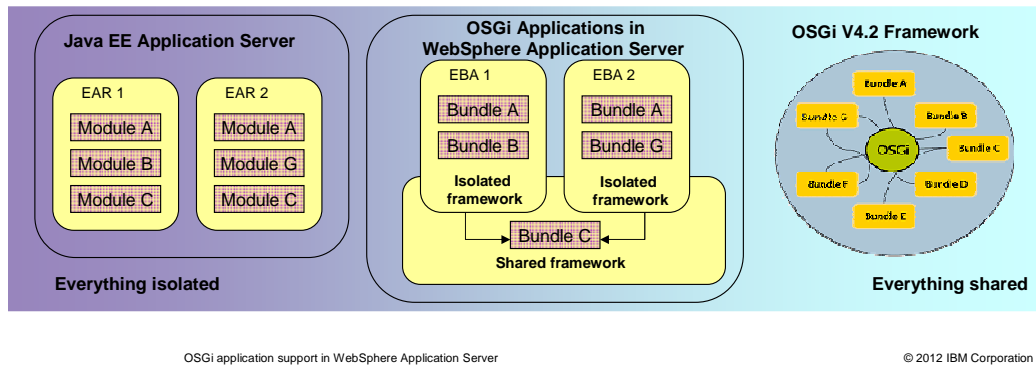 Java EE Application Server
EAR 1
Module A
Module B
Module C
EAR 2
Module A
Module G
Module C
Everything isolated
OSGi Applications in
WebSphere Application Server
EBA 1
Bundle A
Bundle B
Isolated
framework
EBA 2
Bundle A
Bundle G
Isolated
framework
Bundle C
Shared framework
OSGi V4.2 Framework
Bundle A
Bundle G
Bundle B
OSGi
Bundle C
Bundle F
Bundle D
Bundle E
Everything shared
OSGi application support in WebSphere Application Server
© 2012 IBM Corporation